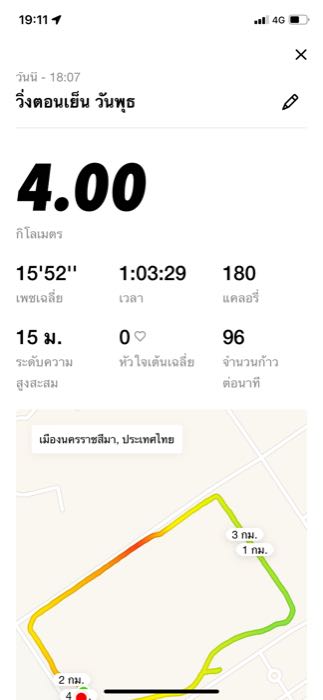 19:11
4G
วันนี้ - 18:07
วิ่งตอนเย็น วันพุธ
4.00
กิโลเมตร
15'52" 1:03:29 180
เพซเฉลี่ย เวลา แคลอรี่
15 ม. 0 96
ระดับความสูงสะสม หัวใจเต้นเฉลี่ย จำนวนก้าวต่อนาที
เมืองนครราชสีมา, ประเทศไทย
3 กม.
1 กม.
2 กม.
4